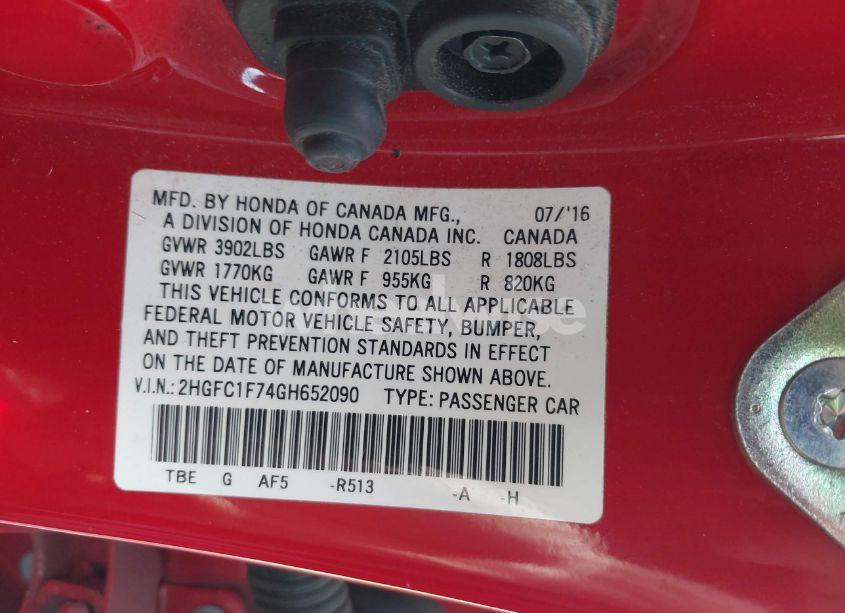 MFD. BY HONDA OF CANADA MFG., 07/'16
A DIVISION OF HONDA CANADA INC. CANADA
GVWR 3902LBS GAWR F 2105LBS R 1808LBS
GVWR 1770KG GAWR F 955KG R 820KG
THIS VEHICLE CONFORMS TO ALL APPLICABLE
FEDERAL MOTOR VEHICLE SAFETY, BUMPER,
AND THEFT PREVENTION STANDARDS IN EFFECT
ON THE DATE OF MANUFACTURE SHOWN ABOVE.
V.I.N.: 2HGFC1F74GH652090 TYPE: PASSENGER CAR
TBE G AF5 -R513 -A -H